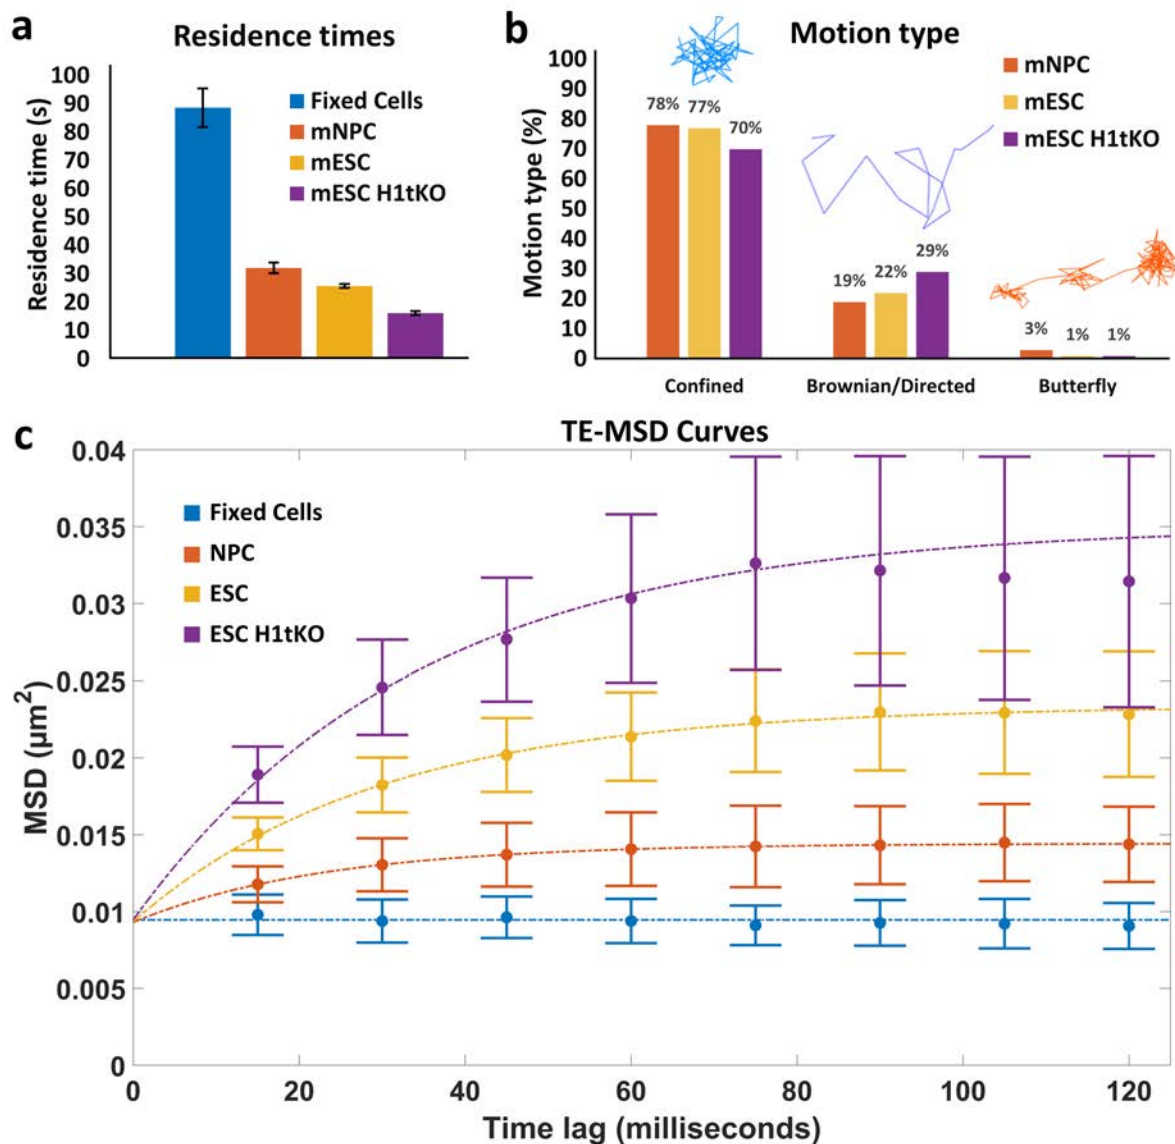 a
Residence times
Residence time (s)
100
90
80
70
60
50
40
30
20
10
0
Fixed Cells
mNPC
mESC
mESC H1tKO
b
Motion type
Motion type (%)
100
90
80
70
60
50
40
30
20
10
0
mNPC
mESC
mESC H1tKO
78%
77%
70%
19%
22%
29%
3%
1%
1%
Confined
Brownian/Directed
Butterfly
c
TE-MSD Curves
MSD (µm²)
0.04
0.035
0.03
0.025
0.02
0.015
0.01
0.005
0
Fixed Cells
NPC
ESC
ESC H1tKO
0
20
40
60
80
100
120
Time lag (milliseconds)